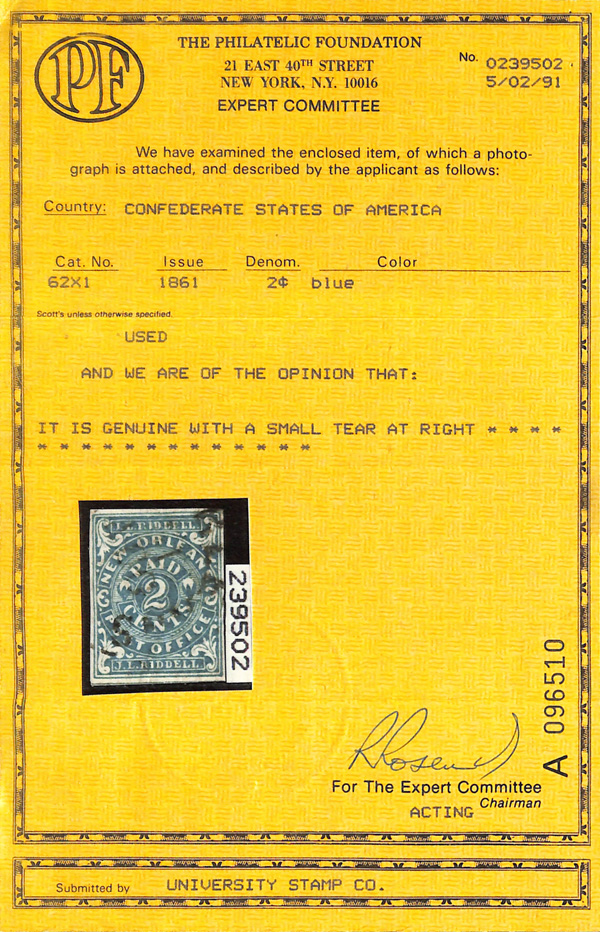 PF
THE PHILATELIC FOUNDATION
21 EAST 40TH STREET
NEW YORK, N.Y. 10016
EXPERT COMMITTEE
No. 0239502
5/02/91
We have examined the enclosed item, of which a photo-
graph is attached, and described by the applicant as follows:
Country: CONFEDERATE STATES OF AMERICA
Cat. No. Issue Denom. Color
62X1 1861 2¢ blue
Scott's unless otherwise specified.
USED
AND WE ARE OF THE OPINION THAT:
IT IS GENUINE WITH A SMALL TEAR AT RIGHT * * * *
* * * * * * * * * * * * *
J.L.RIDDELL
NEW ORLEANS
PAID
2
CENTS
POST OFFICE
J.L.RIDDELL
239502
A 096510
For The Expert Committee
Chairman
ACTING
Submitted by UNIVERSITY STAMP CO.